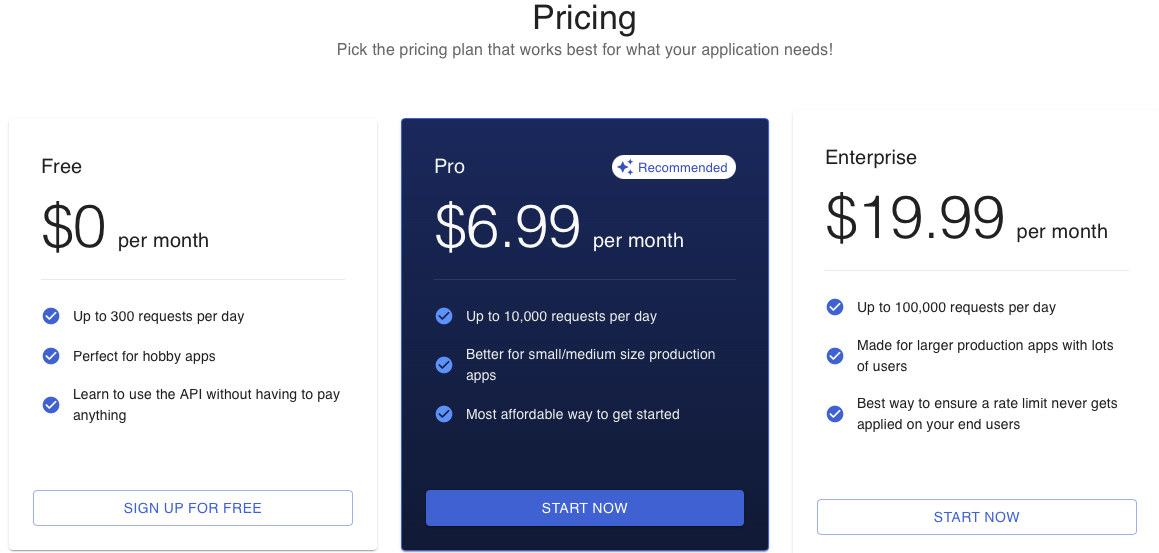 Pricing
Pick the pricing plan that works best for what your application needs!
Free
$0 per month
Up to 300 requests per day
Perfect for hobby apps
Learn to use the API without having to pay
anything
SIGN UP FOR FREE
Pro
Recommended
$6.99 per month
Up to 10,000 requests per day
Better for small/medium size production
apps
Most affordable way to get started
START NOW
Enterprise
$19.99 per month
Up to 100,000 requests per day
Made for larger production apps with lots
of users
Best way to ensure a rate limit never gets
applied on your end users
START NOW